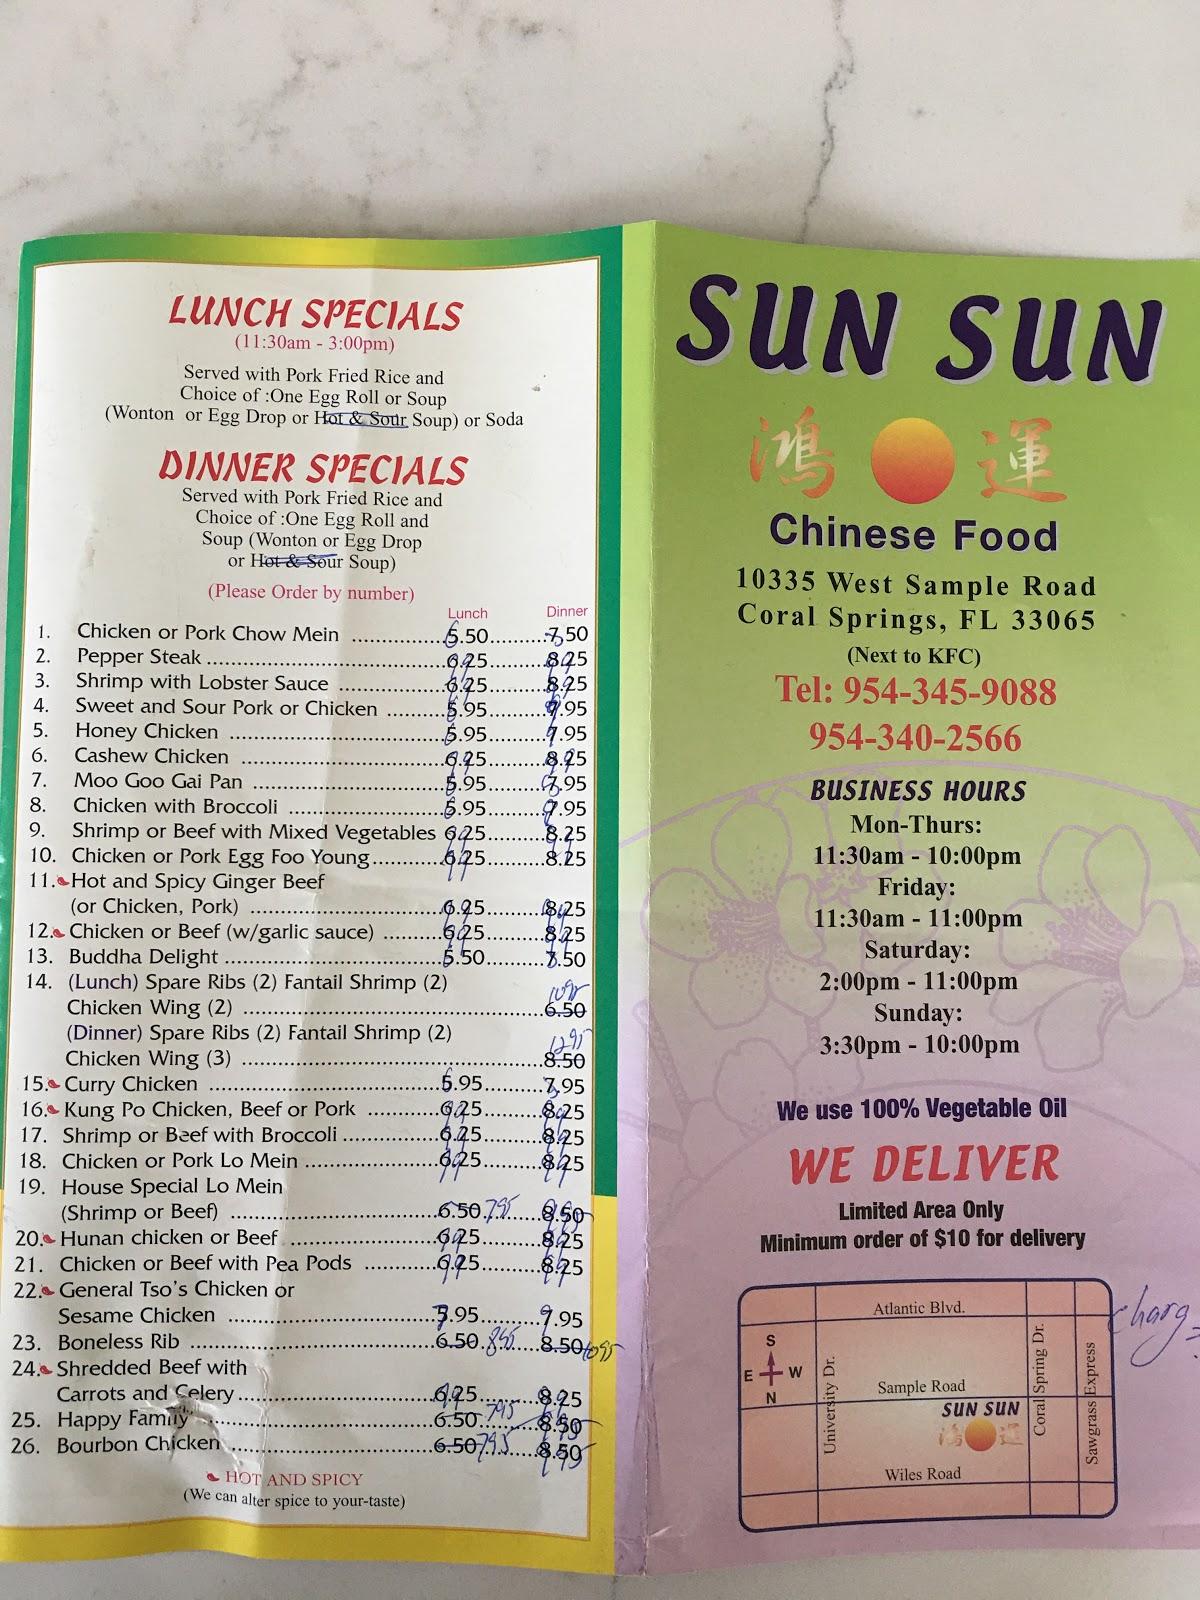 LUNCH SPECIALS
(11:30am - 3:00pm)
Served with Pork Fried Rice and
Choice of :One Egg Roll or Soup
(Wonton or Egg Drop or Hot & Sour Soup) or Soda
DINNER SPECIALS
Served with Pork Fried Rice and
Choice of :One Egg Roll and
Soup (Wonton or Egg Drop
or Hot & Sour Soup)
(Please Order by number)
Lunch Dinner
1. Chicken or Pork Chow Mein ..................5.50..........7.50
2. Pepper Steak ..................6.25..........8.25
3. Shrimp with Lobster Sauce ..................6.25..........8.25
4. Sweet and Sour Pork or Chicken ..........5.95..........7.95
5. Honey Chicken ..................5.95..........7.95
6. Cashew Chicken ..................6.25..........8.25
7. Moo Goo Gai Pan ..................5.95..........7.95
8. Chicken with Broccoli ..................5.95..........7.95
9. Shrimp or Beef with Mixed Vegetables 6.25..........8.25
10. Chicken or Pork Egg Foo Young............6.25..........8.25
11. Hot and Spicy Ginger Beef
(or Chicken, Pork) ..................6.25..........8.25
12. Chicken or Beef (w/garlic sauce) ..........6.25..........8.25
13. Buddha Delight ..................5.50..........7.50
14. (Lunch) Spare Ribs (2) Fantail Shrimp (2)
1095
Chicken Wing (2) ..................6.50
(Dinner) Spare Ribs (2) Fantail Shrimp (2)
1295
Chicken Wing (3) ..................8.50
15. Curry Chicken ..................5.95..........7.95
16. Kung Po Chicken, Beef or Pork ............6.25..........8.25
17. Shrimp or Beef with Broccoli ..............6.25..........8.25
18. Chicken or Pork Lo Mein ..................6.25..........8.25
19. House Special Lo Mein
(Shrimp or Beef) ..................6.50 795 8.50
20. Hunan chicken or Beef ..................6.25..........8.25
21. Chicken or Beef with Pea Pods ............6.25..........8.25
22. General Tso's Chicken or
Sesame Chicken ..................5.95..........7.95
23. Boneless Rib ..................6.50 895 8.50 1095
24. Shredded Beef with
Carrots and Celery ..................6.25..........8.25
25. Happy Family ..................6.50 795 8.50
26. Bourbon Chicken ..................6.50 795 8.50
HOT AND SPICY
(We can alter spice to your-taste)
SUN SUN
鴻 運
Chinese Food
10335 West Sample Road
Coral Springs, FL 33065
(Next to KFC)
Tel: 954-345-9088
954-340-2566
BUSINESS HOURS
Mon-Thurs:
11:30am - 10:00pm
Friday:
11:30am - 11:00pm
Saturday:
2:00pm - 11:00pm
Sunday:
3:30pm - 10:00pm
We use 100% Vegetable Oil
WE DELIVER
Limited Area Only
Minimum order of $10 for delivery
Atlantic Blvd.
S
E W
N
University Dr.
Sample Road
SUN SUN
鴻 運
Coral Spring Dr.
Sawgrass Express
Wiles Road